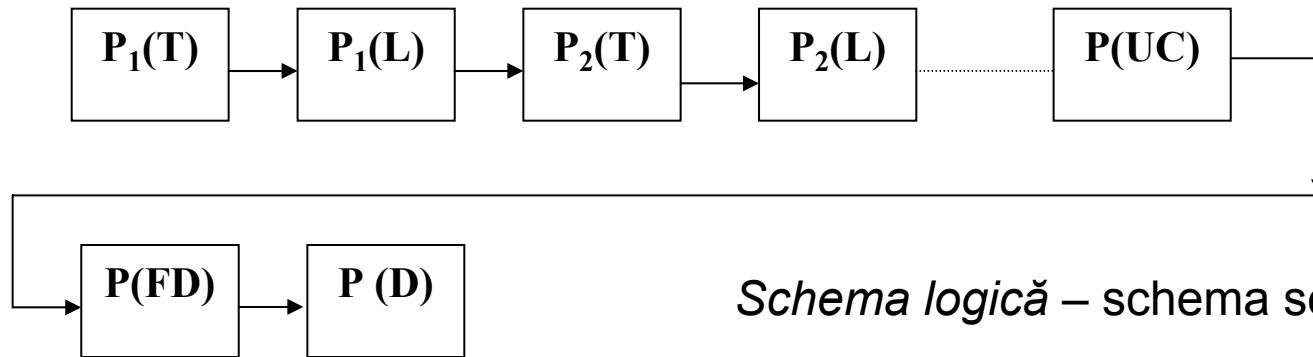 P₁(T) P₁(L) P₂(T) P₂(L) P(UC)
P(FD) P (D)
Schema logică – schema